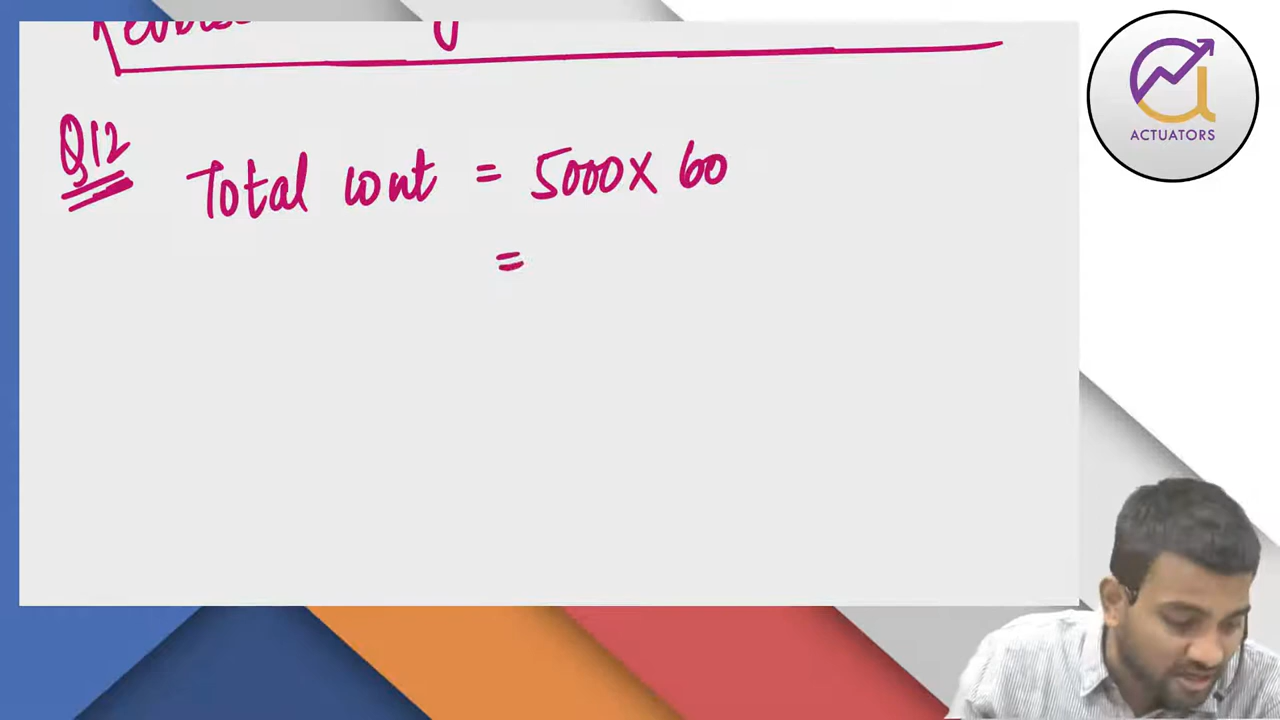 Q12
Total cont = 5000 x 60
=
ACTUATORS